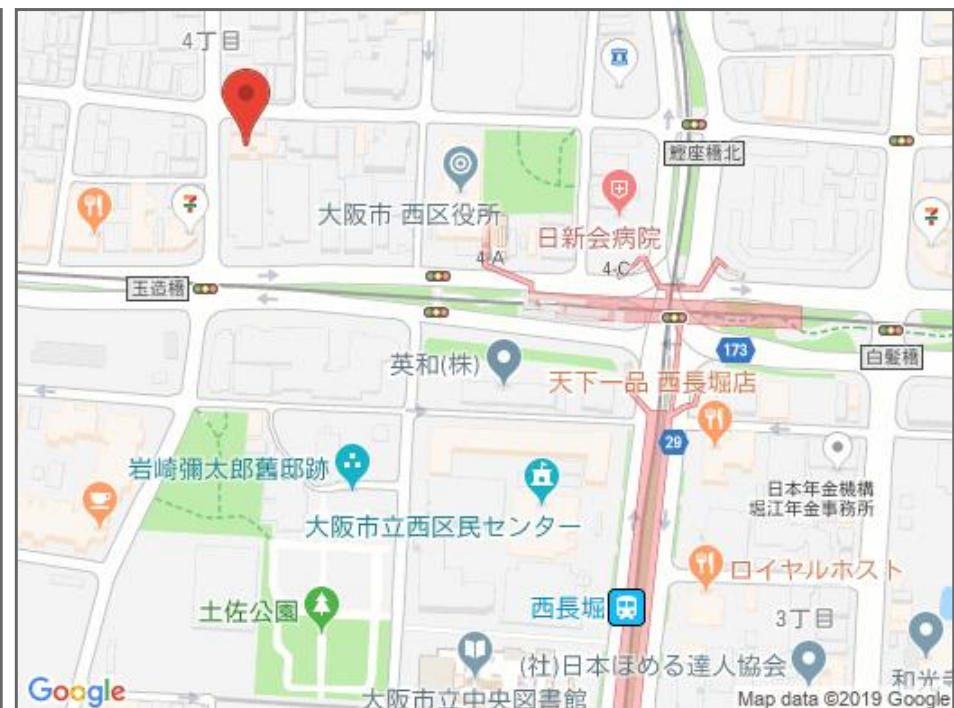 4丁目
鰹座橋北
大阪市 西区役所
日新会病院
4-A
4-C
玉造橋
173
白髪橋
英和(株)
天下一品 西長堀店
29
岩崎彌太郎舊邸跡
日本年金機構
堀江年金事務所
大阪市立西区民センター
ロイヤルホスト
土佐公園
西長堀
3丁目
(社)日本ほめる達人協会
和光寺
大阪市立中央図書館
Google
Map data ©2019 Google